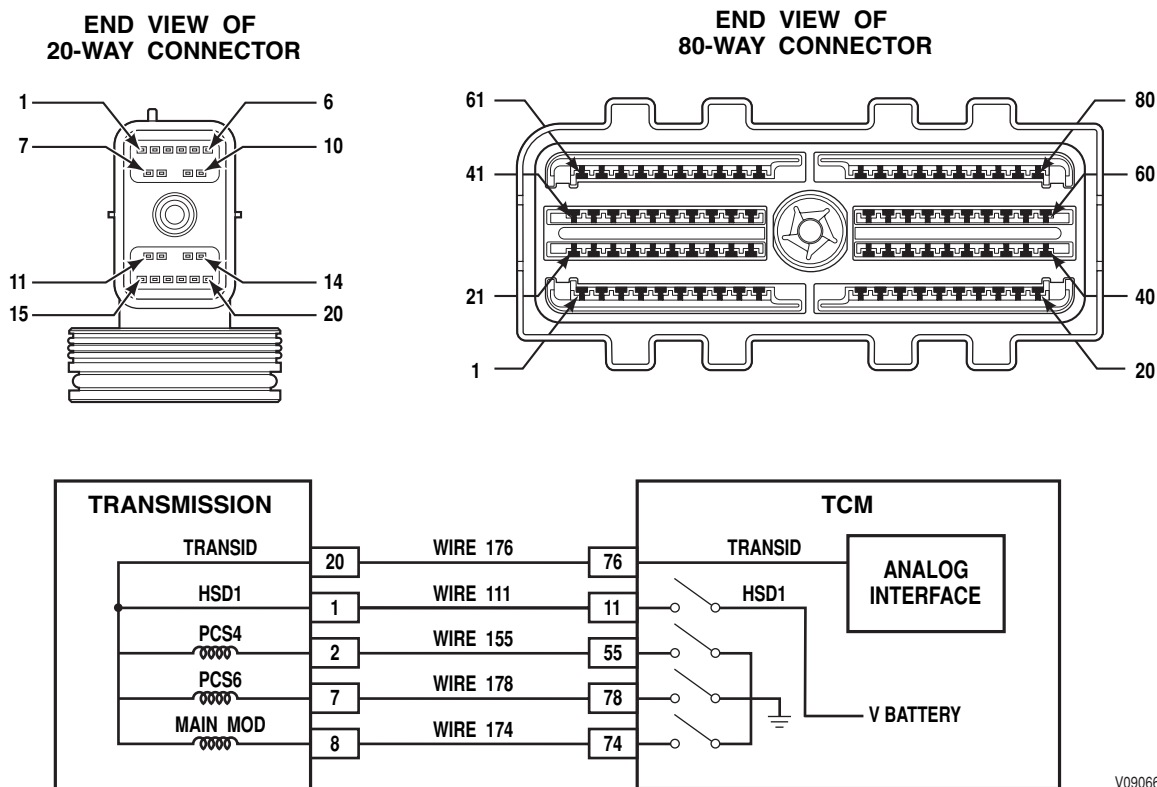 END VIEW OF
20-WAY CONNECTOR
END VIEW OF
80-WAY CONNECTOR
1
6
7
10
11
14
15
20
61
80
41
60
21
40
1
20
TRANSMISSION
TCM
TRANSID
20
WIRE 176
76
TRANSID
ANALOG
INTERFACE
HSD1
1
WIRE 111
11
HSD1
PCS4
2
WIRE 155
55
PCS6
7
WIRE 178
78
V BATTERY
MAIN MOD
8
WIRE 174
74
V09066